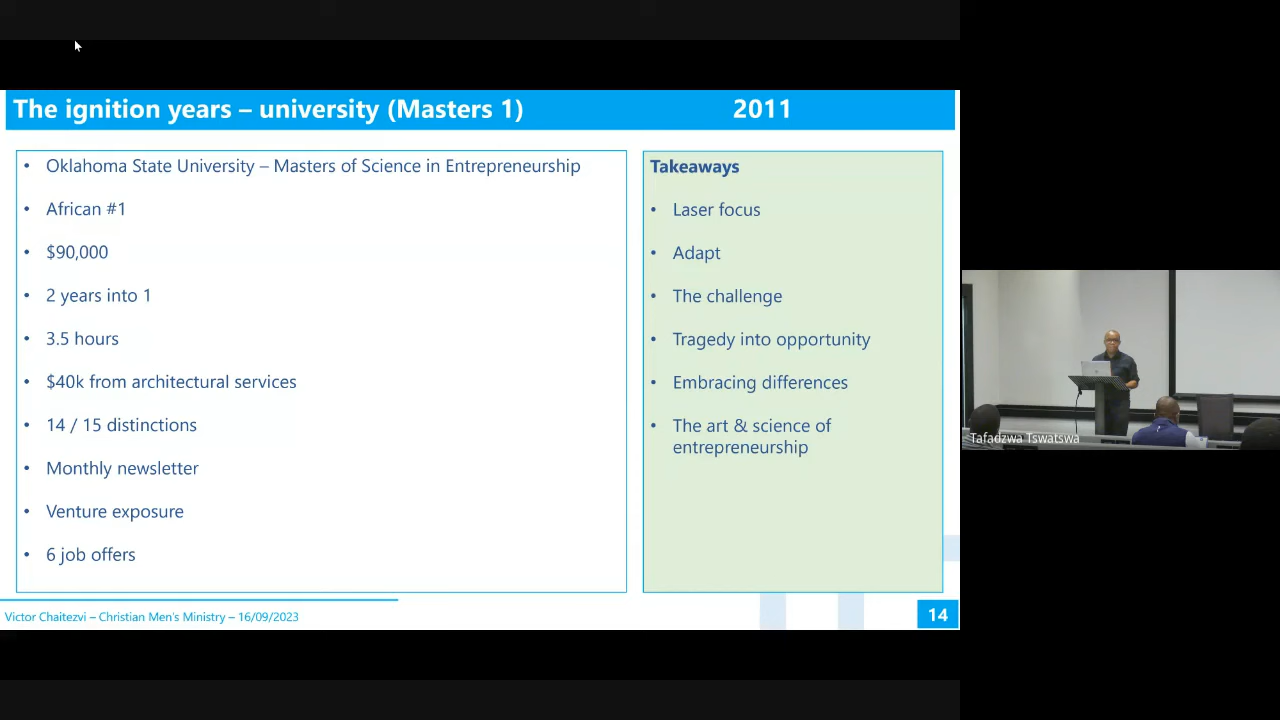 The ignition years – university (Masters 1) 2011
• Oklahoma State University – Masters of Science in Entrepreneurship
• African #1
• $90,000
• 2 years into 1
• 3.5 hours
• $40k from architectural services
• 14 / 15 distinctions
• Monthly newsletter
• Venture exposure
• 6 job offers
Takeaways
• Laser focus
• Adapt
• The challenge
• Tragedy into opportunity
• Embracing differences
• The art & science of
entrepreneurship
Victor Chaitezvi – Christian Men's Ministry – 16/09/2023
14
Tafadzwa Tswatswa